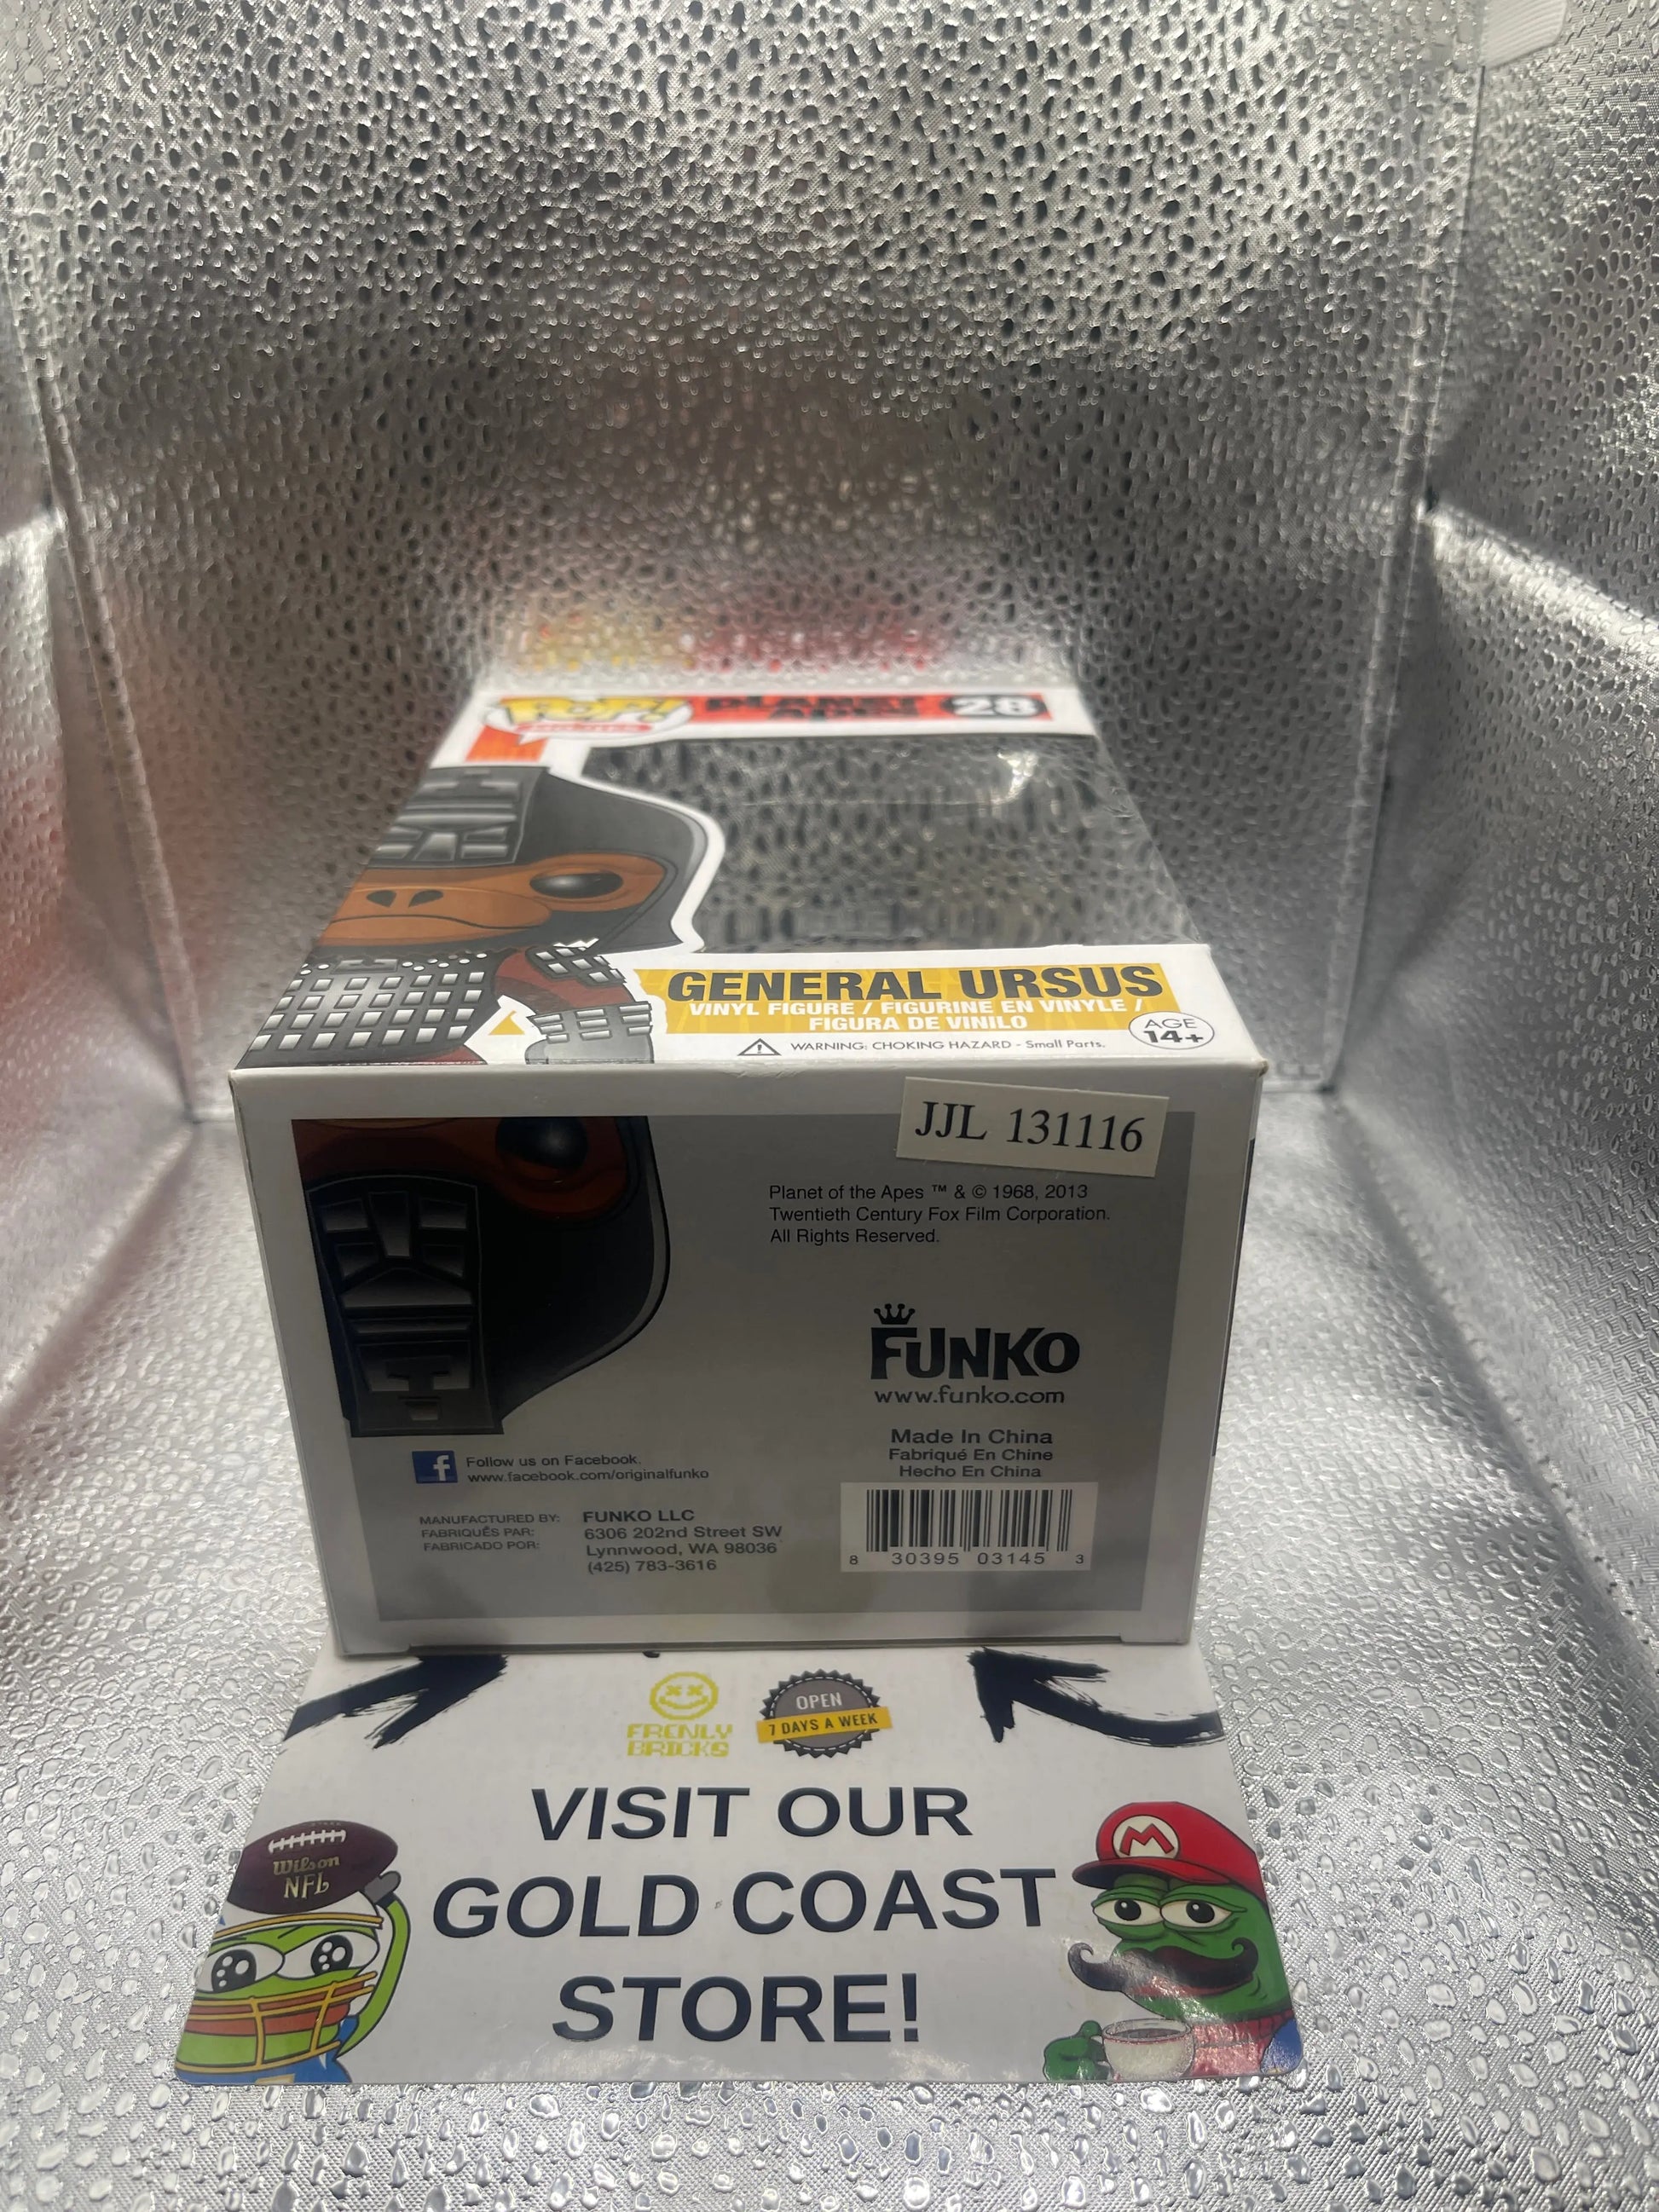 POP!
PLANET
APES
28
GENERAL URSUS
VINYL FIGURE / FIGURINE EN VINYLE /
FIGURA DE VINILO
WARNING: CHOKING HAZARD - Small Parts.
AGE
14+
JJL 131116
Planet of the Apes ™ & © 1968, 2013
Twentieth Century Fox Film Corporation.
All Rights Reserved.
FUNKO
www.funko.com
Made In China
Fabriqué En Chine
Hecho En China
f
Follow us on Facebook.
www.facebook.com/originalfunko
MANUFACTURED BY:
FABRIQUÉS PAR:
FABRICADO POR:
FUNKO LLC
6306 202nd Street SW
Lynnwood, WA 98036
(425) 783-3616
8 30395 03145 3
FRENLY
BRICKS
OPEN
7 DAYS A WEEK
VISIT OUR
GOLD COAST
STORE!
Wilson
NFL
M